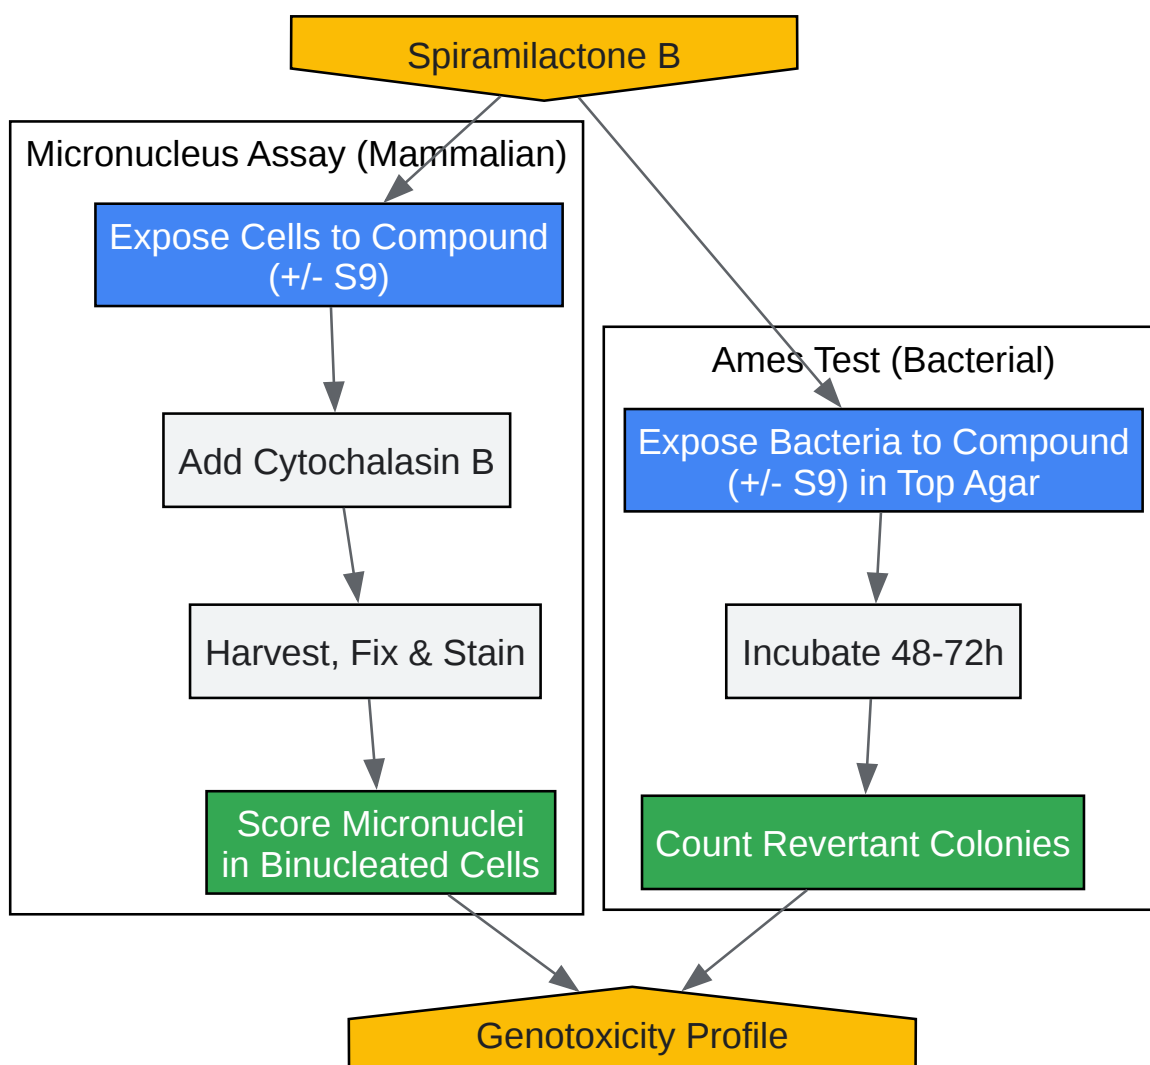 Spiramilactone B
Micronucleus Assay (Mammalian)
Expose Cells to Compound
(+/- S9)
Add Cytochalasin B
Harvest, Fix & Stain
Score Micronuclei
in Binucleated Cells
Ames Test (Bacterial)
Expose Bacteria to Compound
(+/- S9) in Top Agar
Incubate 48-72h
Count Revertant Colonies
Genotoxicity Profile